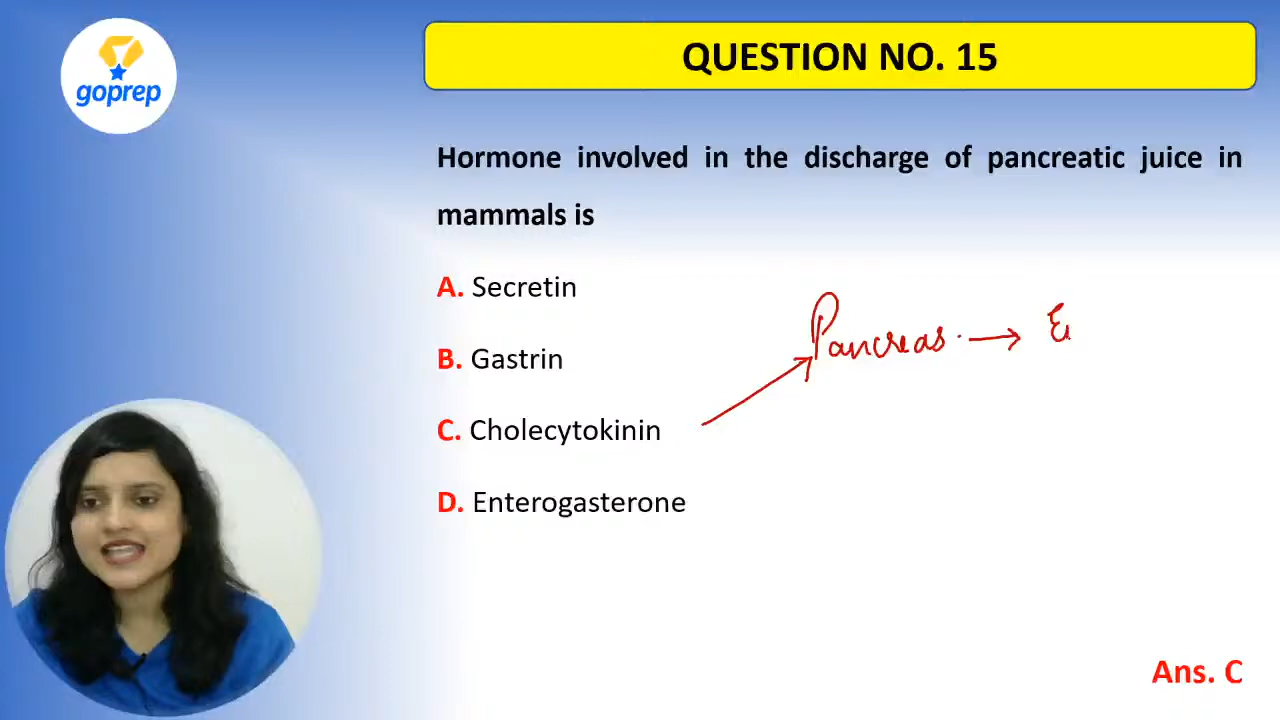 goprep
QUESTION NO. 15
Hormone involved in the discharge of pancreatic juice in
mammals is
A. Secretin
B. Gastrin
C. Cholecytokinin
D. Enterogasterone
Pancreas. → E
Ans. C